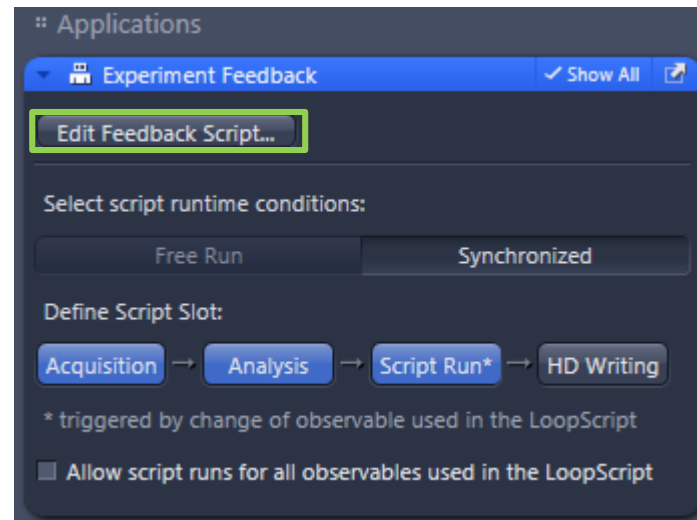 Applications
Experiment Feedback ✓ Show All
Edit Feedback Script...
Select script runtime conditions:
Free Run Synchronized
Define Script Slot:
Acquisition → Analysis → Script Run* → HD Writing
* triggered by change of observable used in the LoopScript
Allow script runs for all observables used in the LoopScript